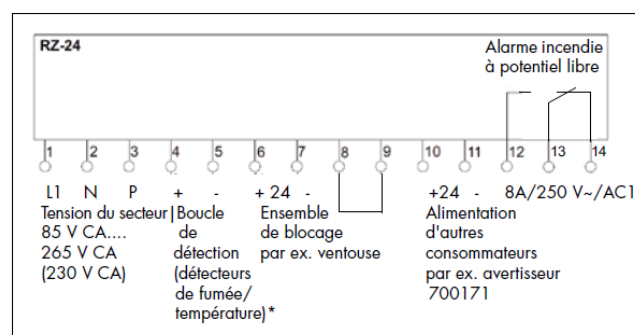 RZ-24
Alarme incendie
à potentiel libre
1 2 3 4 5 6 7 8 9 10 11 12 13 14
L1 N P + - + 24 - +24 - 8A/250 V~/AC1
Tension du secteur
85 V CA....
265 V CA
(230 V CA)
Boucle
de
détection
(détecteurs
de fumée/
température)*
Ensemble
de blocage
par ex. ventouse
Alimentation
d'autres
consommateurs
par ex. avertisseur
700171